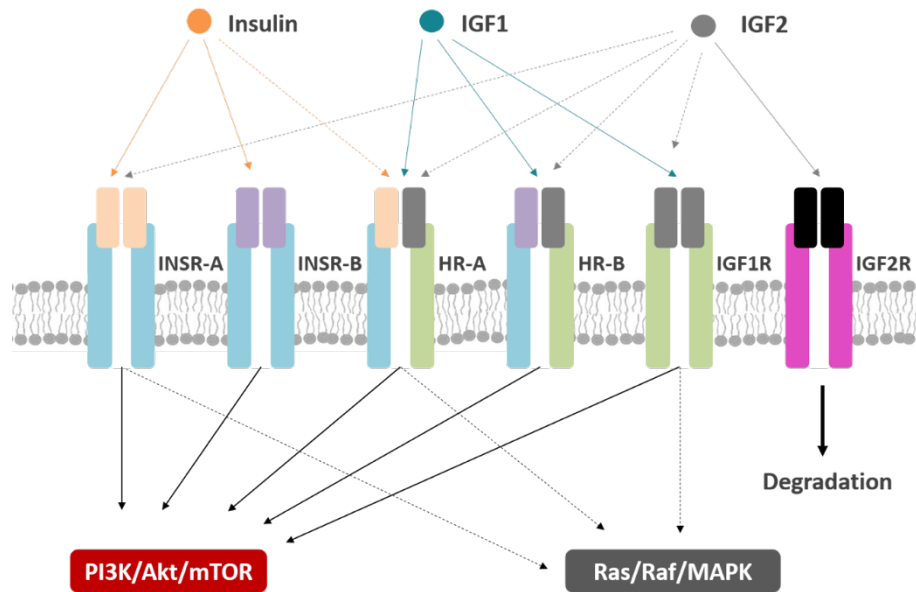 Insulin
IGF1
IGF2
INSR-A
INSR-B
HR-A
HR-B
IGF1R
IGF2R
Degradation
PI3K/Akt/mTOR
Ras/Raf/MAPK